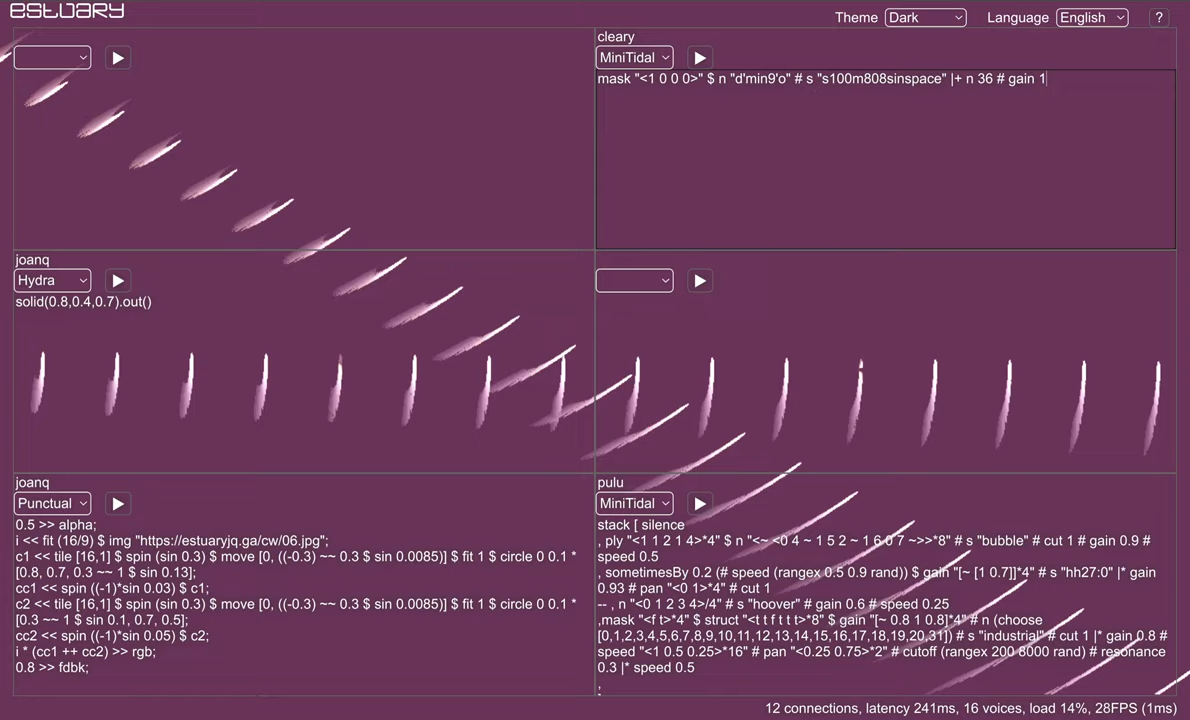 estuary
Theme Dark Language English ?
cleary
MiniTidal
mask "<1 0 0 0>" $ n "d'min9'o" # s "s100m808sinspace" |+ n 36 # gain 1
joanq
Hydra
solid(0.8,0.4,0.7).out()
joanq
Punctual
0.5 >> alpha;
i << fit (16/9) $ img "https://estuaryjq.ga/cw/06.jpg";
c1 << tile [16,1] $ spin (sin 0.3) $ move [0, ((-0.3) ~~ 0.3 $ sin 0.0085)] $ fit 1 $ circle 0 0.1 *
[0.8, 0.7, 0.3 ~~ 1 $ sin 0.13];
cc1 << spin ((-1)*sin 0.03) $ c1;
c2 << tile [16,1] $ spin (sin 0.3) $ move [0, ((-0.3) ~~ 0.3 $ sin 0.0085)] $ fit 1 $ circle 0 0.1 *
[0.3 ~~ 1 $ sin 0.1, 0.7, 0.5];
cc2 << spin ((-1)*sin 0.05) $ c2;
i * (cc1 ++ cc2) >> rgb;
0.8 >> fdbk;
pulu
MiniTidal
stack [ silence
, ply "<1 1 2 1 4>*4" $ n "<~ <0 4 ~ 1 5 2 ~ 1 6 0 7 ~>>*8" # s "bubble" # cut 1 # gain 0.9 #
speed 0.5
, sometimesBy 0.2 (# speed (rangex 0.5 0.9 rand)) $ gain "[~ [1 0.7]]*4" # s "hh27:0" |* gain
0.93 # pan "<0 1>*4" # cut 1
-- , n "<0 1 2 3 4>/4" # s "hoover" # gain 0.6 # speed 0.25
,mask "<f t>*4" $ struct "<t t f t t t>*8" $ gain "[~ 0.8 1 0.8]*4" # n (choose
[0,1,2,3,4,5,6,7,8,9,10,11,12,13,14,15,16,17,18,19,20,31]) # s "industrial" # cut 1 |* gain 0.8 #
speed "<1 0.5 0.25>*16" # pan "<0.25 0.75>*2" # cutoff (rangex 200 8000 rand) # resonance
0.3 |* speed 0.5
,
12 connections, latency 241ms, 16 voices, load 14%, 28FPS (1ms)